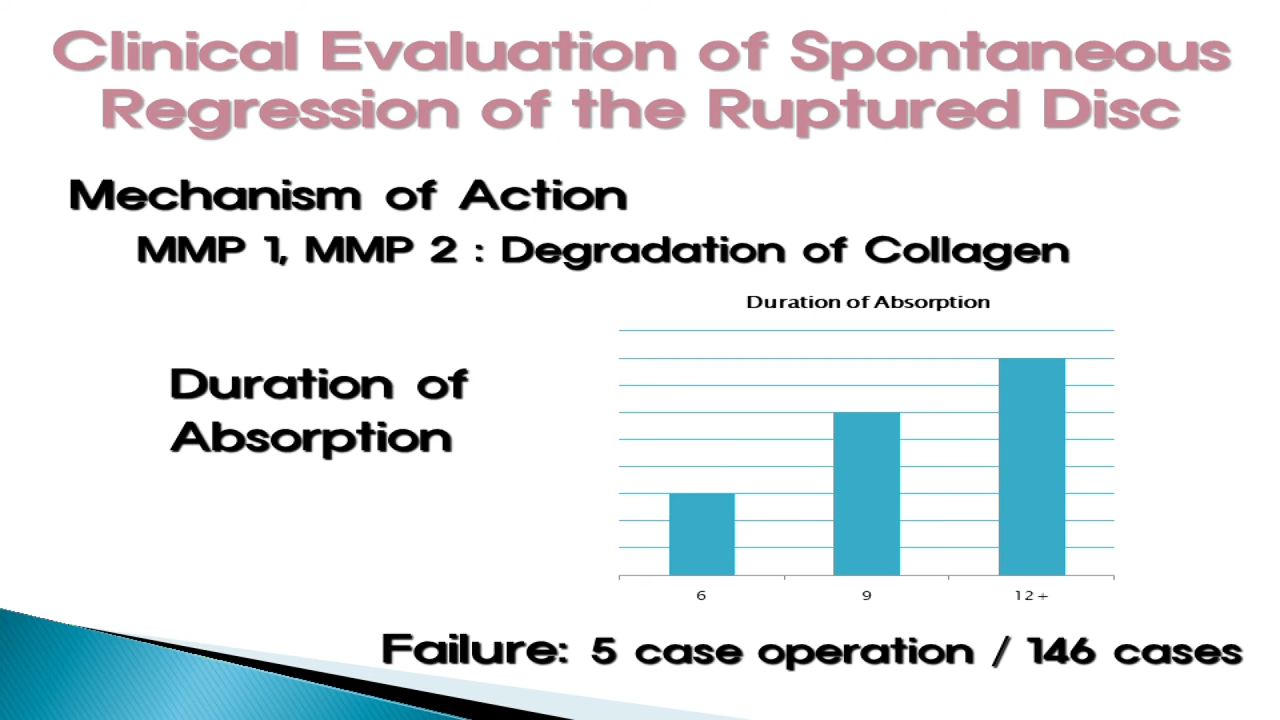 Clinical Evaluation of Spontaneous
Regression of the Ruptured Disc
Mechanism of Action
MMP 1, MMP 2 : Degradation of Collagen
Duration of Absorption
Duration of
Absorption
6 9 12 +
Failure: 5 case operation / 146 cases